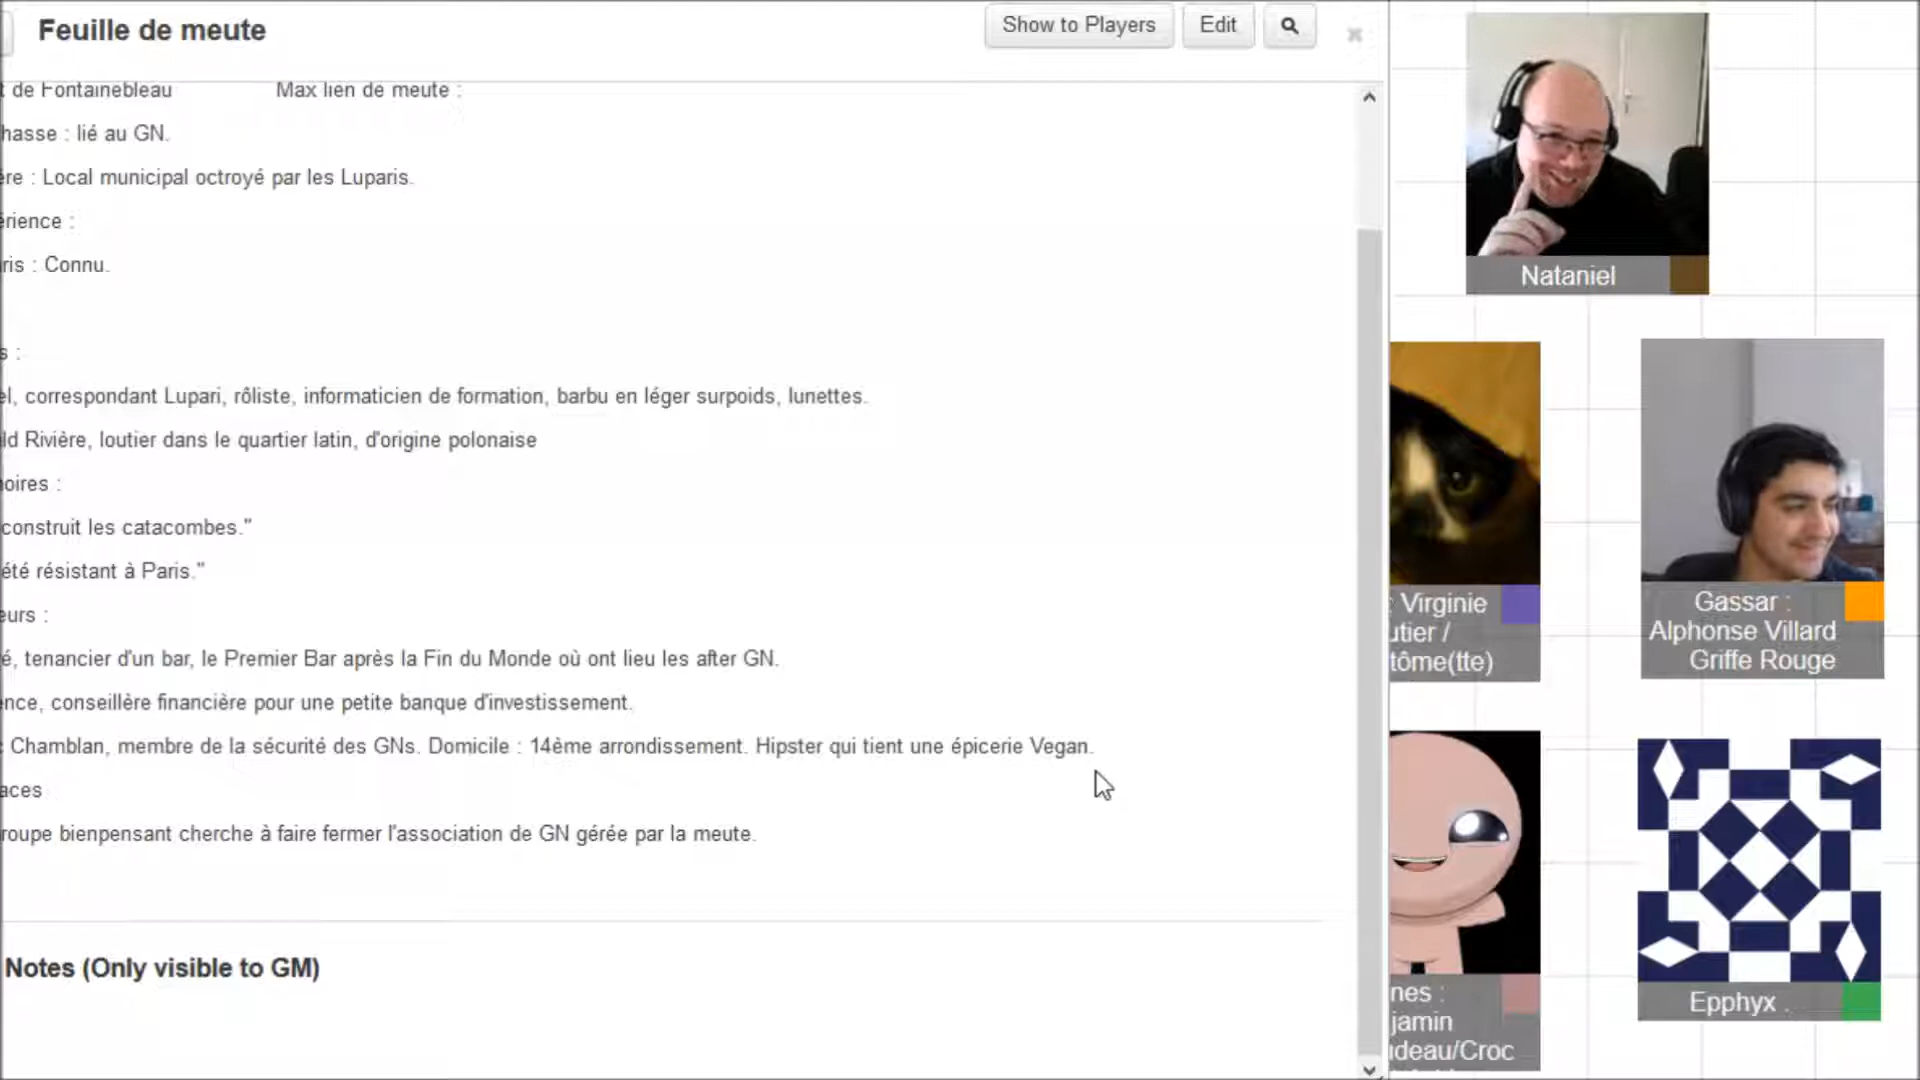 Feuille de meute
Show to Players
Edit
t de Fontainebleau Max lien de meute :
hasse : lié au GN.
ère : Local municipal octroyé par les Luparis.
érience :
ris : Connu.
s :
el, correspondant Lupari, rôliste, informaticien de formation, barbu en léger surpoids, lunettes.
ld Rivière, loutier dans le quartier latin, d'origine polonaise
oires :
construit les catacombes."
été résistant à Paris."
eurs :
é, tenancier d'un bar, le Premier Bar après la Fin du Monde où ont lieu les after GN.
ence, conseillère financière pour une petite banque d'investissement.
c Chamblan, membre de la sécurité des GNs. Domicile : 14ème arrondissement. Hipster qui tient une épicerie Vegan.
aces
roupe bienpensant cherche à faire fermer l'association de GN gérée par la meute.
Notes (Only visible to GM)
Nataniel
: Virginie
utier /
tôme(tte)
Gassar :
Alphonse Villard
Griffe Rouge
nes :
jamin
udeau/Croc
Epphyx .